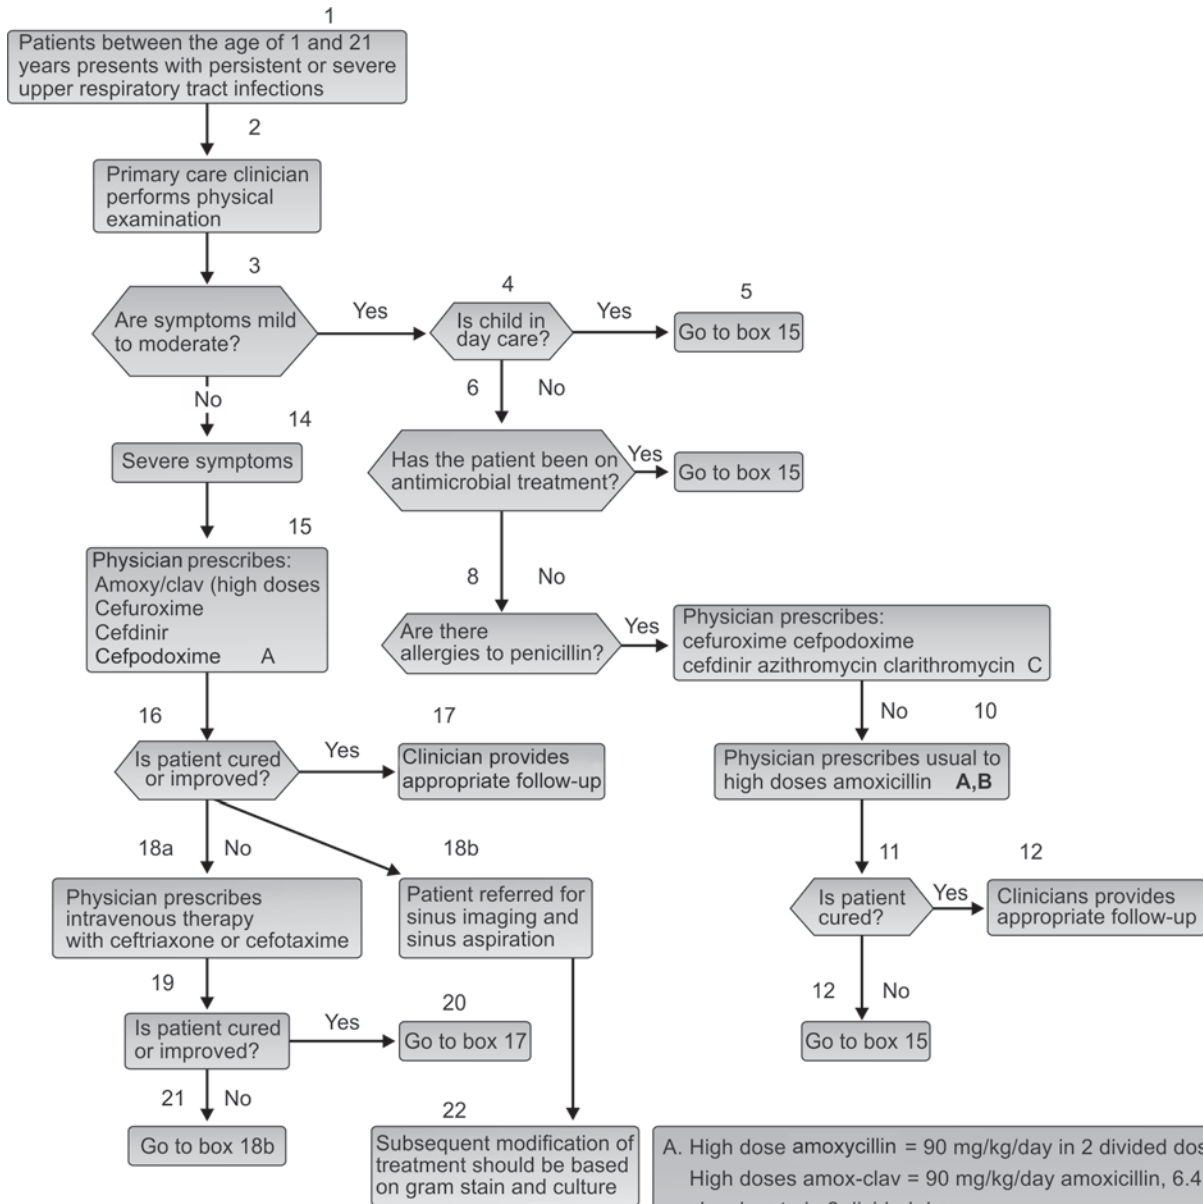 1
Patients between the age of 1 and 21
years presents with persistent or severe
upper respiratory tract infections
2
Primary care clinician
performs physical
examination
3
Are symptoms mild
to moderate?
Yes
4
Is child in
day care?
Yes
5
Go to box 15
No
6
No
Has the patient been on
antimicrobial treatment?
Yes
Go to box 15
14
Severe symptoms
15
Physician prescribes:
Amoxy/clav (high doses
Cefuroxime
Cefdinir
Cefpodoxime A
8
No
Are there
allergies to penicillin?
Yes
Physician prescribes:
cefuroxime cefpodoxime
cefdinir azithromycin clarithromycin C
No
10
Physician prescribes usual to
high doses amoxicillin A,B
16
Is patient cured
or improved?
Yes
17
Clinician provides
appropriate follow-up
11
Is patient
cured?
Yes
12
Clinicians provides
appropriate follow-up
12
No
Go to box 15
18a
No
Physician prescribes
intravenous therapy
with ceftriaxone or cefotaxime
18b
Patient referred for
sinus imaging and
sinus aspiration
19
Is patient cured
or improved?
Yes
20
Go to box 17
21
No
Go to box 18b
22
Subsequent modification of
treatment should be based
on gram stain and culture
A. High dose amoxycillin = 90 mg/kg/day in 2 divided
High doses amox-clav = 90 mg/kg/day amoxicillin,